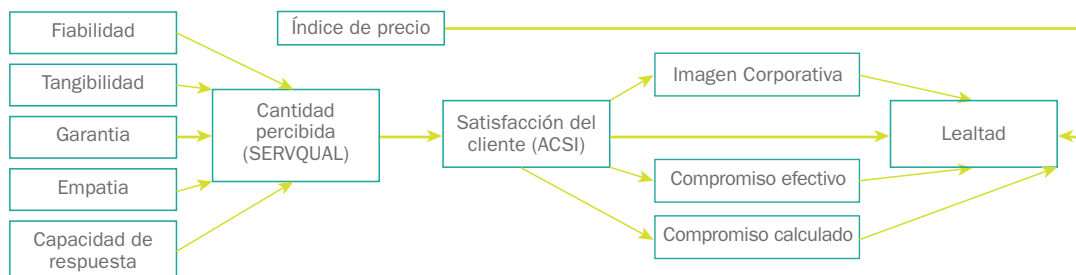 Fiabilidad
Tangibilidad
Garantia
Empatia
Capacidad de
respuesta
Índice de precio
Cantidad
percibida
(SERVQUAL)
Satisfacción del
cliente (ACSI)
Imagen Corporativa
Compromiso efectivo
Compromiso calculado
Lealtad